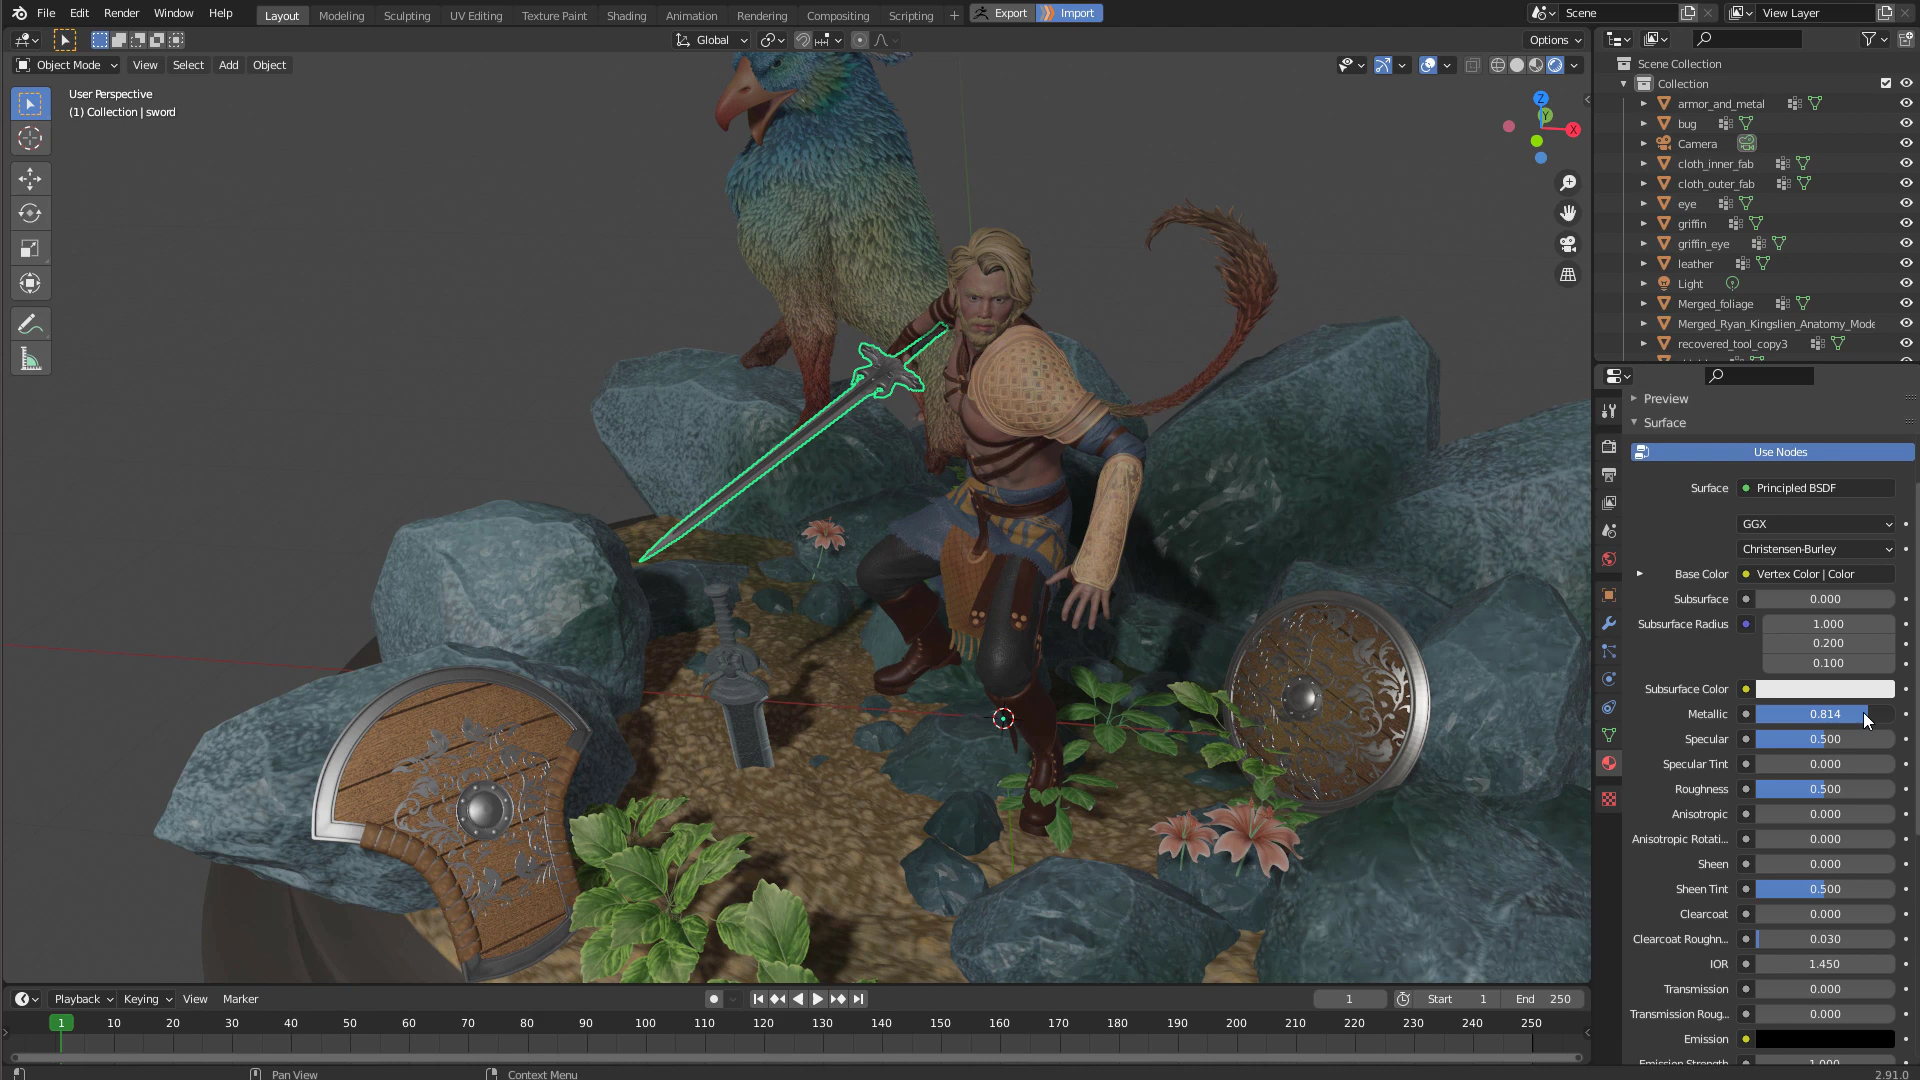 File Edit Render Window Help Layout Modeling Sculpting UV Editing Texture Paint Shading Animation Rendering Compositing Scripting + Export Import Scene View Layer
Global Options
Object Mode View Select Add Object
User Perspective
(1) Collection | sword
Z
Y
X
Scene Collection
Collection
armor_and_metal
bug
Camera
cloth_inner_fab
cloth_outer_fab
eye
griffin
griffin_eye
leather
Light
Merged_foliage
Merged_Ryan_Kingslien_Anatomy_Mode
recovered_tool_copy3
Preview
Surface
Use Nodes
Surface Principled BSDF
GGX
Christensen-Burley
Base Color Vertex Color | Color
Subsurface 0.000
Subsurface Radius 1.000
0.200
0.100
Subsurface Color
Metallic 0.814
Specular 0.500
Specular Tint 0.000
Roughness 0.500
Anisotropic 0.000
Anisotropic Rotati... 0.000
Sheen 0.000
Sheen Tint 0.500
Clearcoat 0.000
Clearcoat Roughn... 0.030
IOR 1.450
Transmission 0.000
Transmission Roug... 0.000
Emission
Emission Strength 1.000
Playback Keying View Marker 1 Start 1 End 250
1 10 20 30 40 50 60 70 80 90 100 110 120 130 140 150 160 170 180 190 200 210 220 230 240 250
Pan View Context Menu 2.91.0